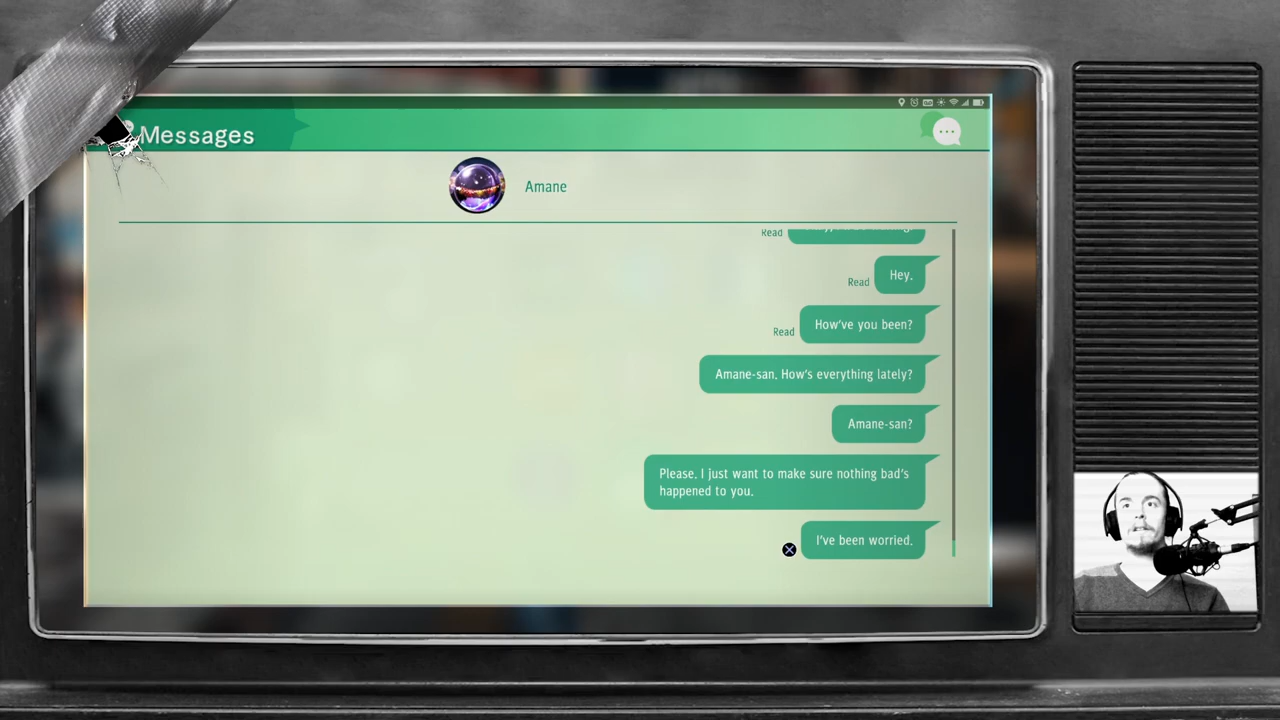 Messages
Amane
Read
Hey.
Read
How've you been?
Read
Amane-san. How's everything lately?
Amane-san?
Please. I just want to make sure nothing bad's
happened to you.
I've been worried.